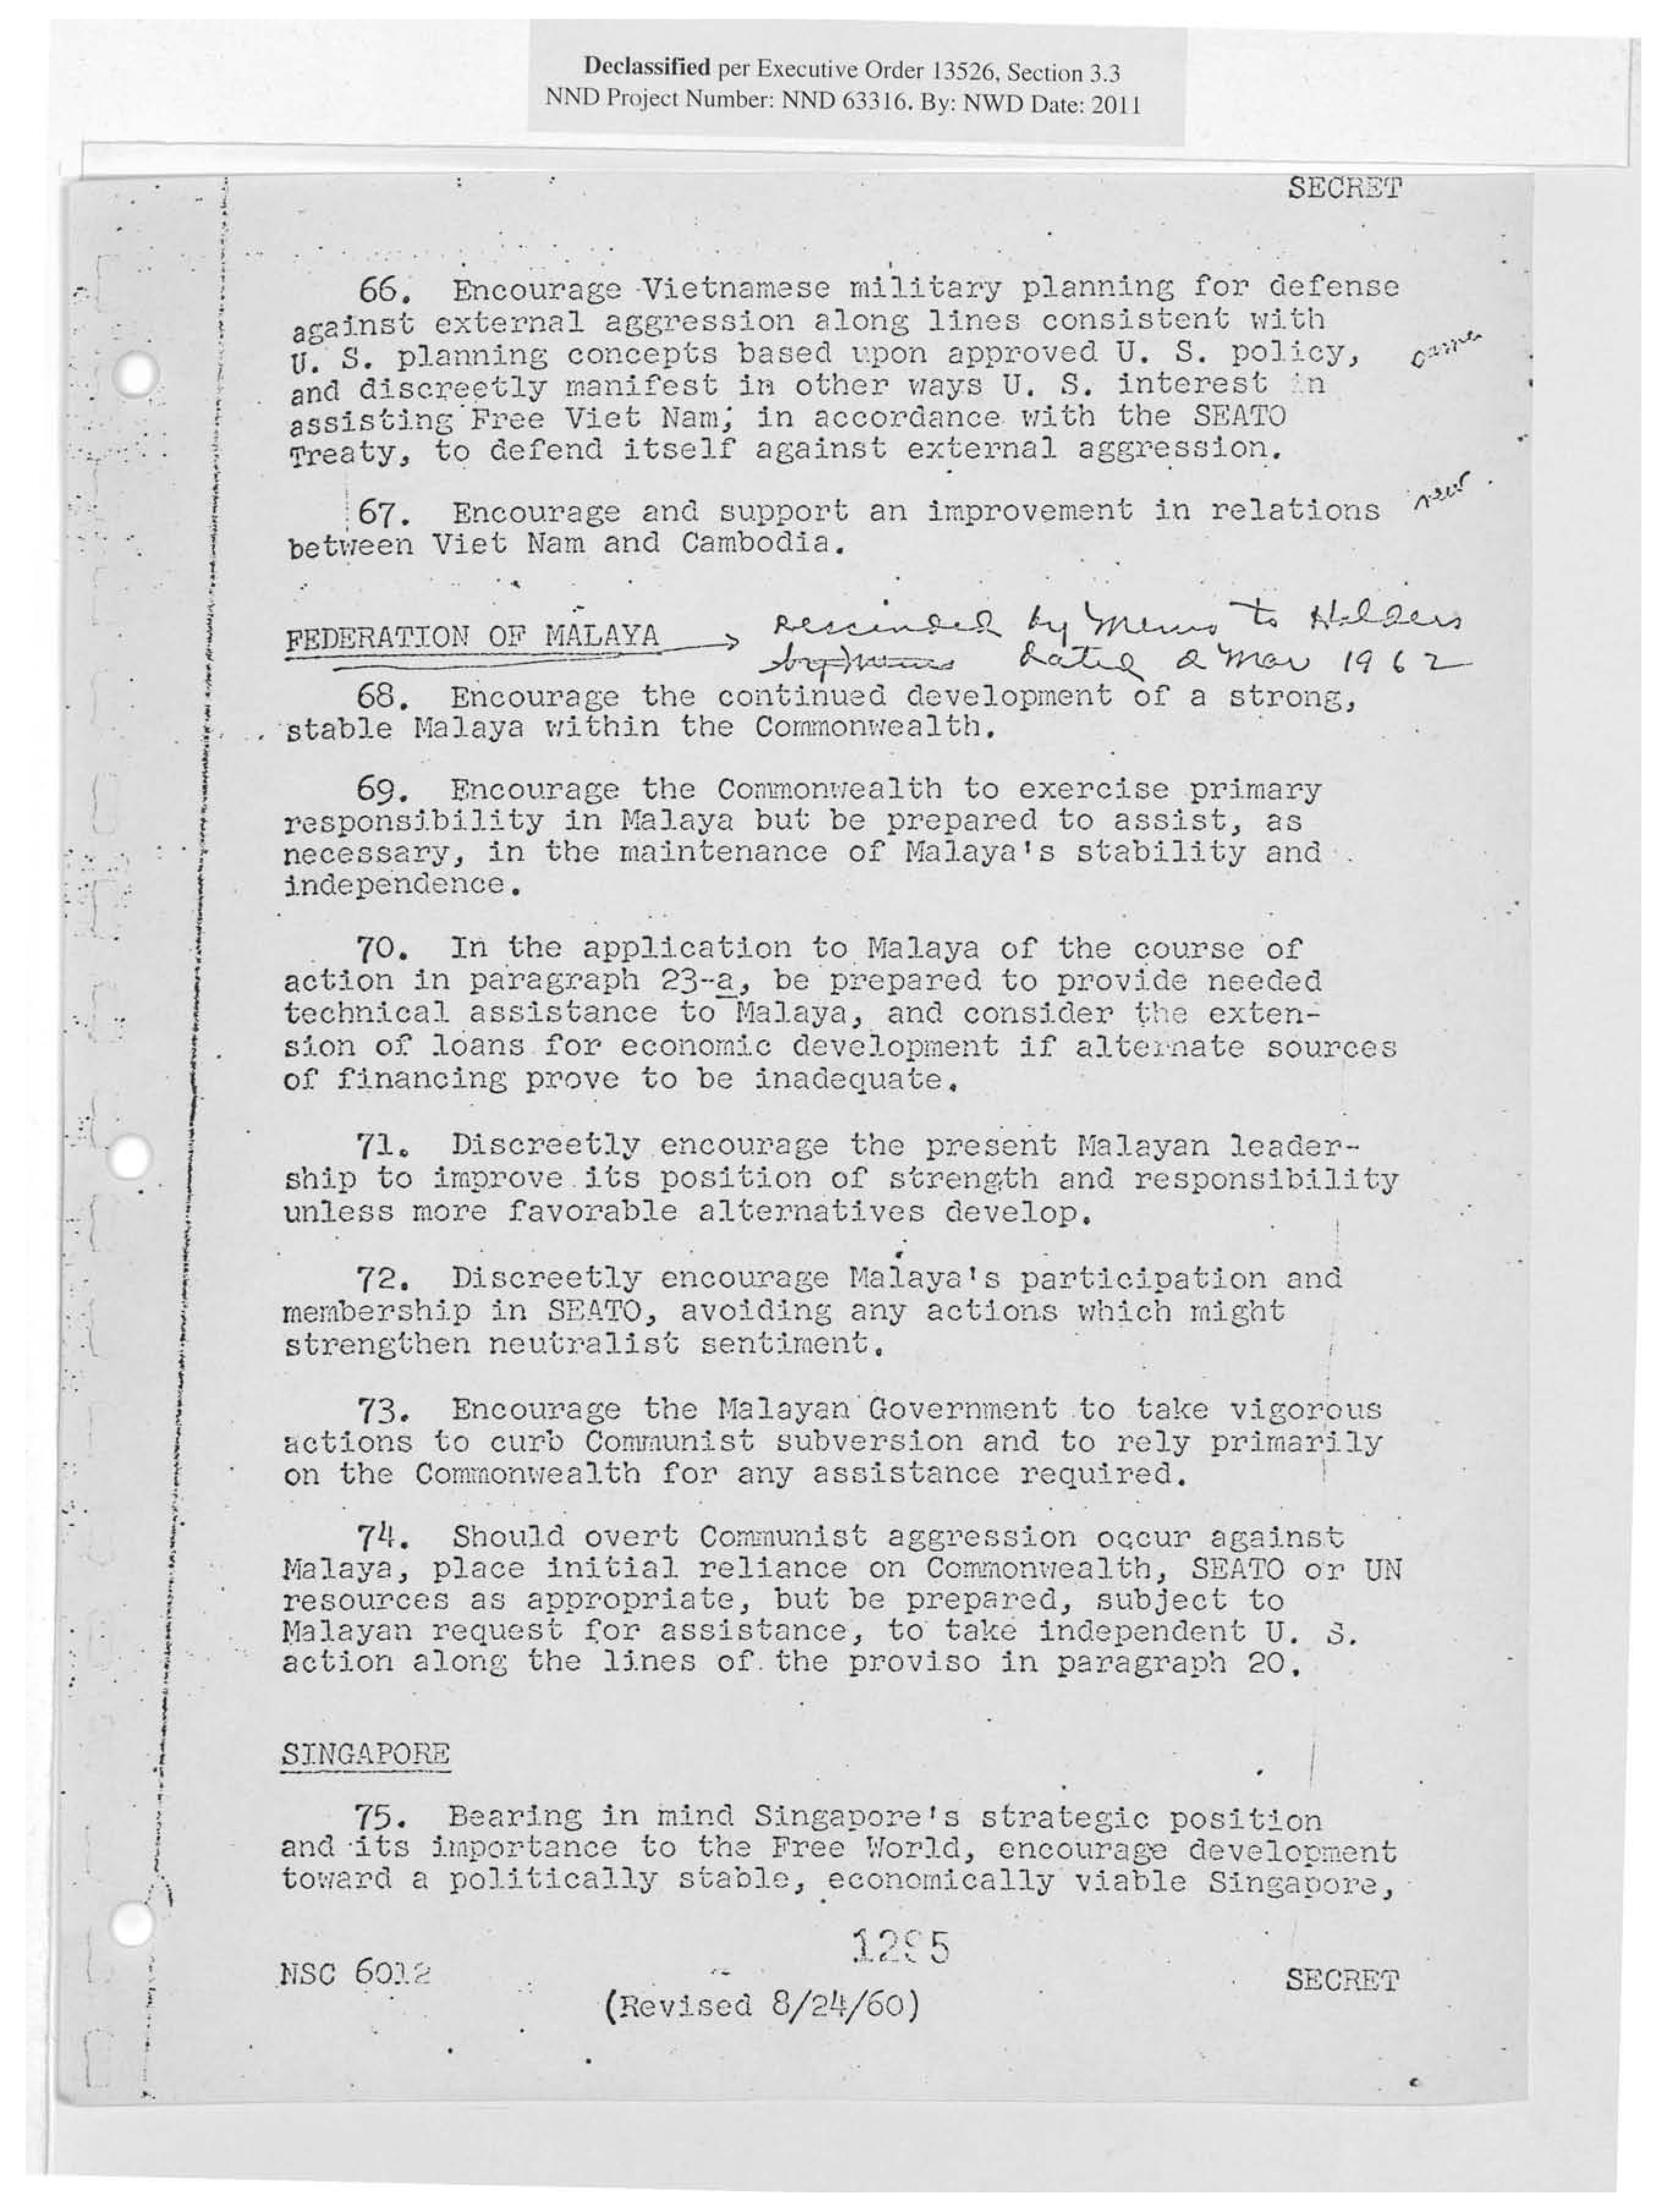 Declassified per Executive Order 13526, Section 3.3
NND Project Number: NND 63316. By: NWD Date: 2011
SECRET
66. Encourage Vietnamese military planning for defense
against external aggression along lines consistent with
U. S. planning concepts based upon approved U. S. policy,
and discreetly manifest in other ways U. S. interest in
assisting Free Viet Nam, in accordance with the SEATO
Treaty, to defend itself against external aggression.
67. Encourage and support an improvement in relations new
between Viet Nam and Cambodia.
FEDERATION OF MALAYA → Rescinded by Memo to Holders
dated 2 Mar 1962
68. Encourage the continued development of a strong,
stable Malaya within the Commonwealth.
69. Encourage the Commonwealth to exercise primary
responsibility in Malaya but be prepared to assist, as
necessary, in the maintenance of Malaya's stability and
independence.
70. In the application to Malaya of the course of
action in paragraph 23-a, be prepared to provide needed
technical assistance to Malaya, and consider the exten-
sion of loans for economic development if alternate sources
of financing prove to be inadequate.
71. Discreetly encourage the present Malayan leader-
ship to improve its position of strength and responsibility
unless more favorable alternatives develop.
72. Discreetly encourage Malaya's participation and
membership in SEATO, avoiding any actions which might
strengthen neutralist sentiment.
73. Encourage the Malayan Government to take vigorous
actions to curb Communist subversion and to rely primarily
on the Commonwealth for any assistance required.
74. Should overt Communist aggression occur against
Malaya, place initial reliance on Commonwealth, SEATO or UN
resources as appropriate, but be prepared, subject to
Malayan request for assistance, to take independent U. S.
action along the lines of the proviso in paragraph 20.
SINGAPORE
75. Bearing in mind Singapore's strategic position
and its importance to the Free World, encourage development
toward a politically stable, economically viable Singapore,
NSC 6012
SECRET
(Revised 8/24/60)